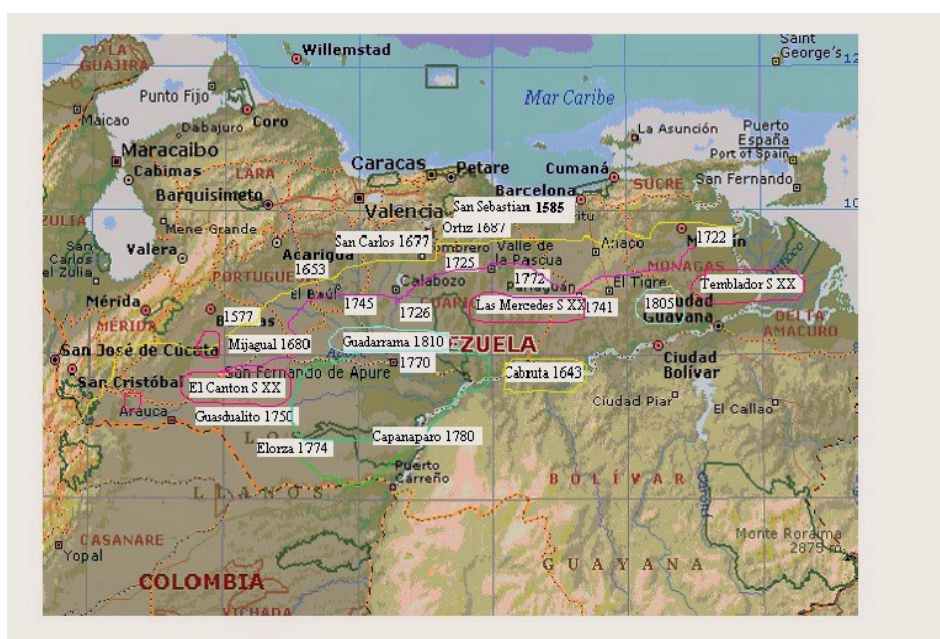 Saint
George's
12
LA
GUAJIRA
Willemstad
Punto Fijo
Mar Caribe
Maicao
Dabajuro
Coro
La Asunción
Puerto
España
Port of Spain
Maracaibo
Cabimas
LARA
Caracas
Petare
Cumaná
San Fernando
Barquisimeto
Barcelona
SUCRE
ZULIA
Mene Grande
Valencia
San Sebastian 1585
10
San
Carlos
el Zulia
Valera
Acarigua
San Carlos 1677
Ortiz 1687
Valle de
la Pascua
Anaco
1722
PORTUGUE
1653
1725
1772
El Tigre
MONAGAS
Temblador S XX
Mérida
El Baúl
1745
Calabozo
1726
Las Mercedes S XX
1741
1805
Guayana
DELTA
AMACURO
MÉRIDA
1577
Mijagual 1680
Guadarrama 1810
EZUELA
San José de Cúcuta
San Fernando de Apure
1770
Ciudad
Bolívar
San Cristóbal
El Canton S XX
Cabruta 1643
Arauca
Guasdualito 1750
Ciudad Piar
El Callao
Elorza 1774
Capanaparo 1780
Puerto
Carreño
LLANOS
BOLÍVAR
CASANARE
Yopal
GUAYANA
Monte Roraima
2875 m
COLOMBIA
VICHADA